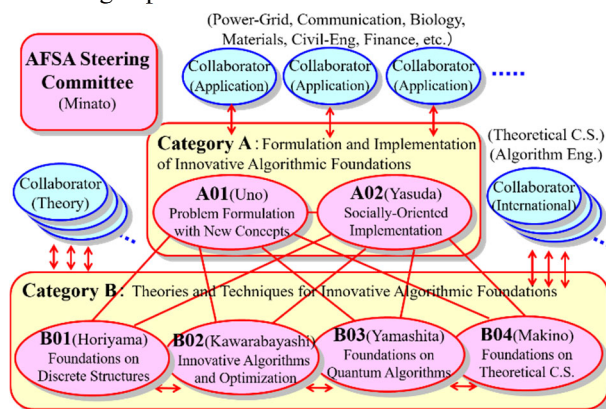 (Power-Grid, Communication, Biology,
Materials, Civil-Eng, Finance, etc.)
AFSA Steering
Committee
(Minato)
Collaborator
(Application)
Collaborator
(Application)
Collaborator
(Application)
Category A : Formulation and Implementation
of Innovative Algorithmic Foundations
(Theoretical C.S.)
(Algorithm Eng.)
Collaborator
(Theory)
A01(Uno)
Problem Formulation
with New Concepts
A02(Yasuda)
Socially-Oriented
Implementation
Collaborator
(International)
Category B : Theories and Techniques for Innovative Algorithmic Foundations
B01(Horiyama)
Foundations on
Discrete Structures
B02(Kawarabayashi)
Innovative Algorithms
and Optimization
B03(Yamashita)
Foundations on
Quantum Algorithms
B04(Makino)
Foundations on
Theoretical C.S.